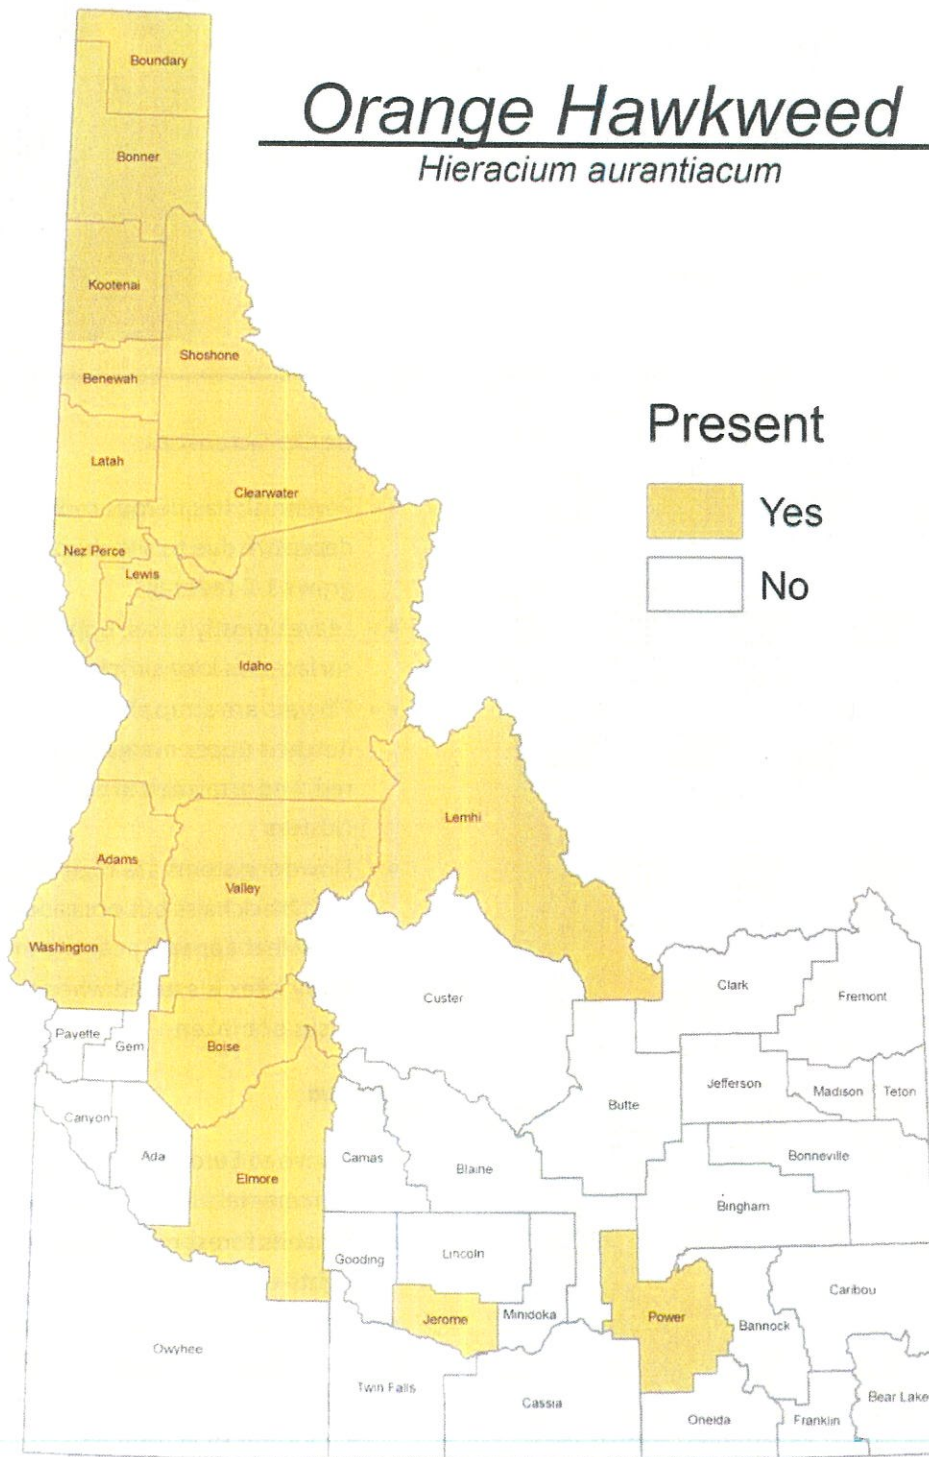 Orange Hawkweed
Hieracium aurantiacum
Present
Yes
No
Boundary
Bonner
Kootenai
Shoshone
Benewah
Latah
Clearwater
Nez Perce
Lewis
Idaho
Lemhi
Adams
Valley
Washington
Custer
Clark
Fremont
Payette
Gem
Boise
Jefferson
Madison
Teton
Butte
Canyon
Ada
Camas
Blaine
Bonneville
Elmore
Bingham
Gooding
Lincoln
Caribou
Jerome
Minidoka
Power
Bannock
Owyhee
Twin Falls
Cassia
Oneida
Franklin
Bear Lake